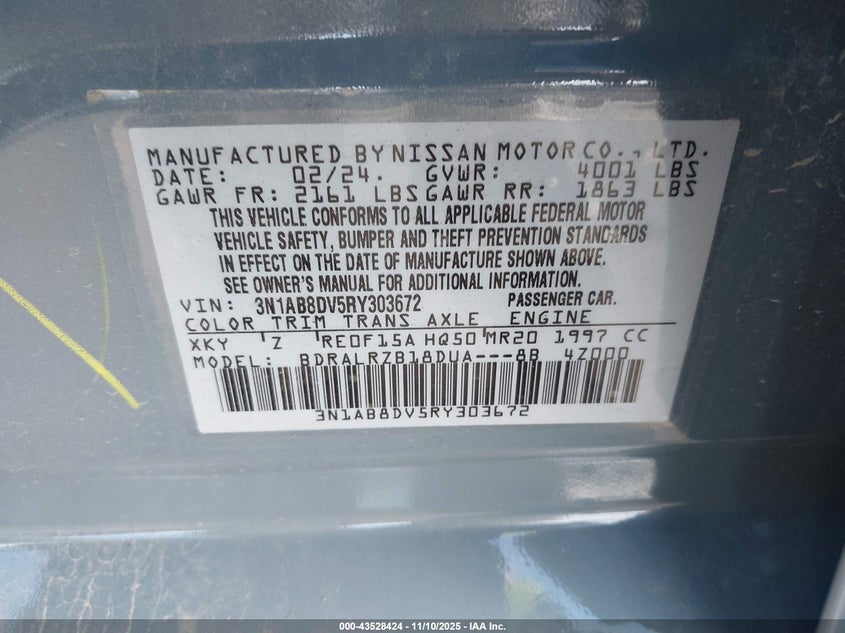 MANUFACTURED BY NISSAN MOTOR CO., LTD.
DATE: 02/24. GVWR: 4001 LBS
GAWR FR: 2161 LBS GAWR RR: 1863 LBS
THIS VEHICLE CONFORMS TO ALL APPLICABLE FEDERAL MOTOR
VEHICLE SAFETY, BUMPER AND THEFT PREVENTION STANDARDS
IN EFFECT ON THE DATE OF MANUFACTURE SHOWN ABOVE.
SEE OWNER'S MANUAL FOR ADDITIONAL INFORMATION.
VIN: 3N1AB8DV5RY303672 PASSENGER CAR.
COLOR TRIM TRANS AXLE ENGINE
XKY Z RE0F15A HQ50 MR20 1997 CC
MODEL: BDRALRZB18DUA---8B 4Z000
3N1AB8DV5RY303672
000-43528424 - 11/10/2025 - IAA Inc.